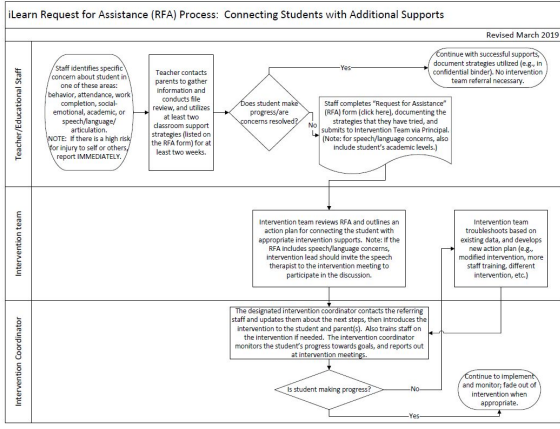 iLearn Request for Assistance (RFA) Process:  Connecting Students with Additional Supports
Revised March 2019
Teacher/Educational Staff
Staff identifies specific
concern about student in
one of these areas:
behavior, attendance, work
completion, social-
emotional, academic, or
speech/language/
articulation.
NOTE:  If there is a high risk
for injury to self or others,
report IMMEDIATELY.
Teacher contacts
parents to gather
information and
conducts file
review, and utilizes
at least two
classroom support
strategies (listed on
the RFA form) for at
least two weeks.
Does student make
progress/are
concerns resolved?
Yes
Continue with successful supports,
document strategies utilized (e.g., in
confidential binder). No intervention
team referral necessary.
No
Staff completes "Request for Assistance"
(RFA) form (click here), documenting the
strategies that they have tried, and
submits to Intervention Team via Principal.
(Note: for speech/language concerns, also
include student's academic levels.)
Intervention team
Intervention team reviews RFA and outlines an
action plan for connecting the student with
appropriate intervention supports.  Note: If the
RFA includes speech/language concerns,
intervention lead should invite the speech
therapist to the intervention meeting to
participate in the discussion.
Intervention team
troubleshoots based on
existing data, and develops
new action plan (e.g.,
modified intervention, more
staff training, different
intervention, etc.)
Intervention Coordinator
The designated intervention coordinator contacts the referring
staff and updates them about the next steps, then introduces the
intervention to the student and parent(s).  Also trains staff on
the intervention if needed.  The intervention coordinator
monitors the student's progress towards goals, and reports out
at intervention meetings.
Is student making progress?
No
Yes
Continue to implement
and monitor; fade out of
intervention when
appropriate.